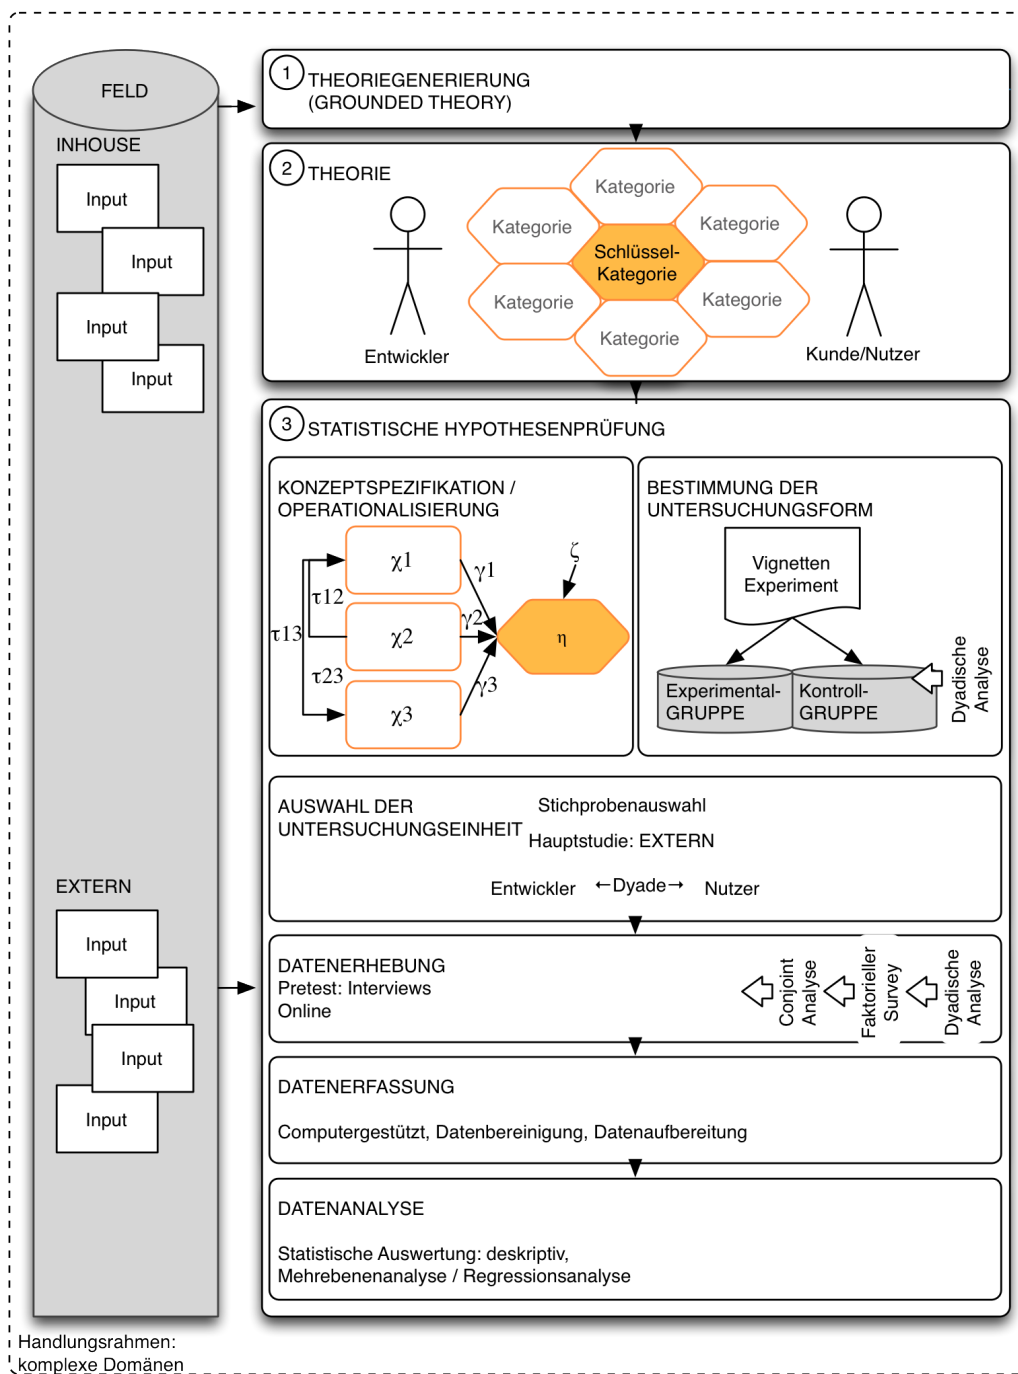 FELD
INHOUSE
Input
Input
Input
Input
EXTERN
Input
Input
Input
Input
1
THEORIEGENERIERUNG
(GROUNDED THEORY)
2
THEORIE
Kategorie
Kategorie
Kategorie
Schlüssel-
Kategorie
Kategorie
Kategorie
Kategorie
Entwickler
Kunde/Nutzer
3
STATISTISCHE HYPOTHESENPRÜFUNG
KONZEPTSPEZIFIKATION /
OPERATIONALISIERUNG
χ1
χ2
χ3
τ12
τ13
τ23
γ1
γ2
γ3
ζ
η
BESTIMMUNG DER
UNTERSUCHUNGSFORM
Vignetten
Experiment
Experimental-
GRUPPE
Kontroll-
GRUPPE
Dyadische
Analyse
AUSWAHL DER
UNTERSUCHUNGSEINHEIT
Stichprobenauswahl
Hauptstudie: EXTERN
Entwickler ←Dyade→ Nutzer
DATENERHEBUNG
Pretest: Interviews
Online
Conjoint
Analyse
Faktorieller
Survey
Dyadische
Analyse
DATENERFASSUNG
Computergestützt, Datenbereinigung, Datenaufbereitung
DATENANALYSE
Statistische Auswertung: deskriptiv,
Mehrebenenanalyse / Regressionsanalyse
Handlungsrahmen:
komplexe Domänen